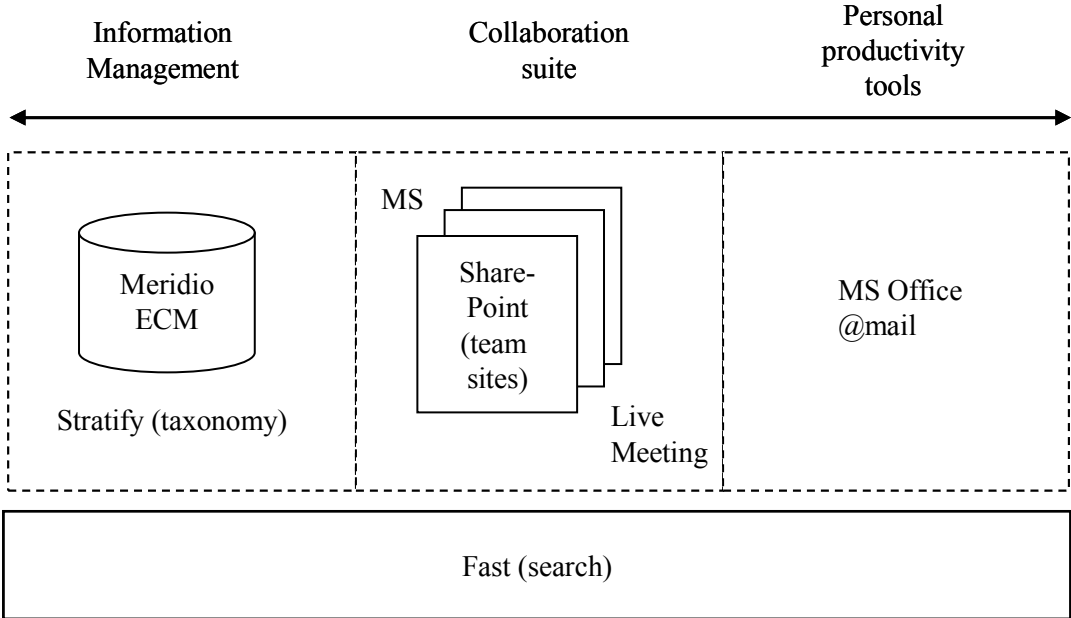 Information
Management
Collaboration
suite
Personal
productivity
tools
Meridio
ECM
Stratify (taxonomy)
MS
Share-
Point
(team
sites)
Live
Meeting
MS Office
@mail
Fast (search)